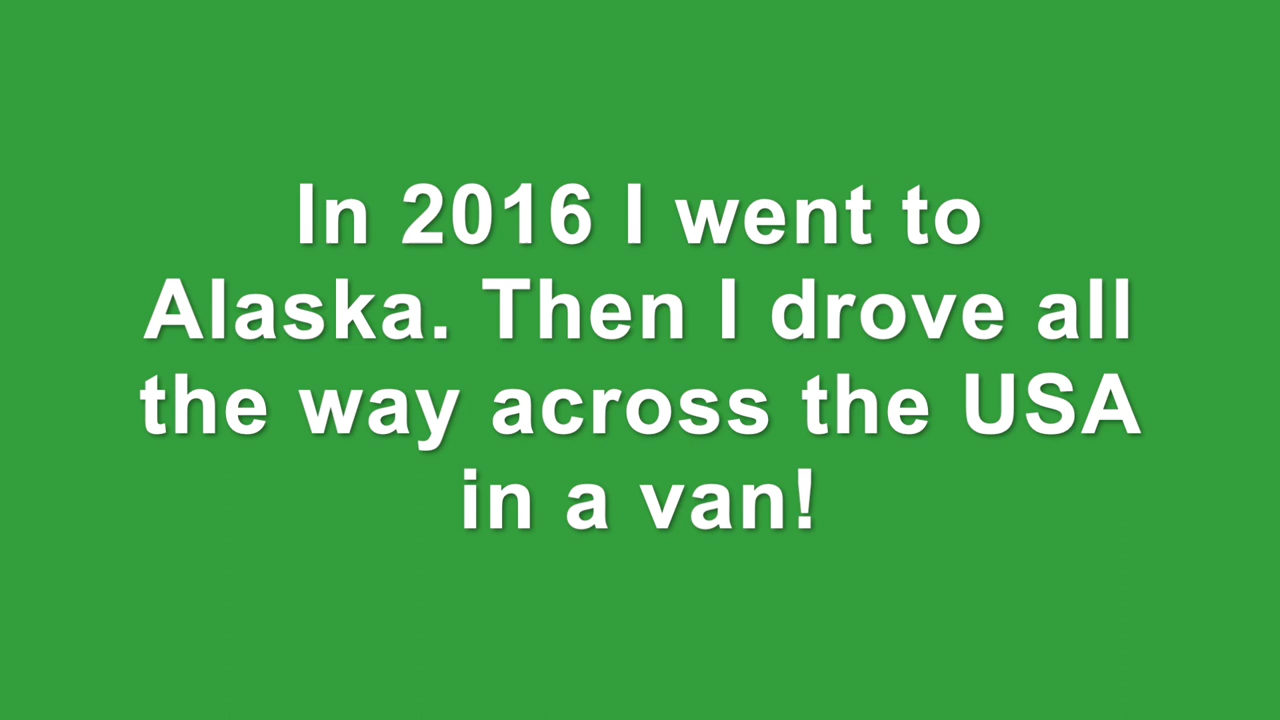 In 2016 I went to
Alaska. Then I drove all
the way across the USA
in a van!